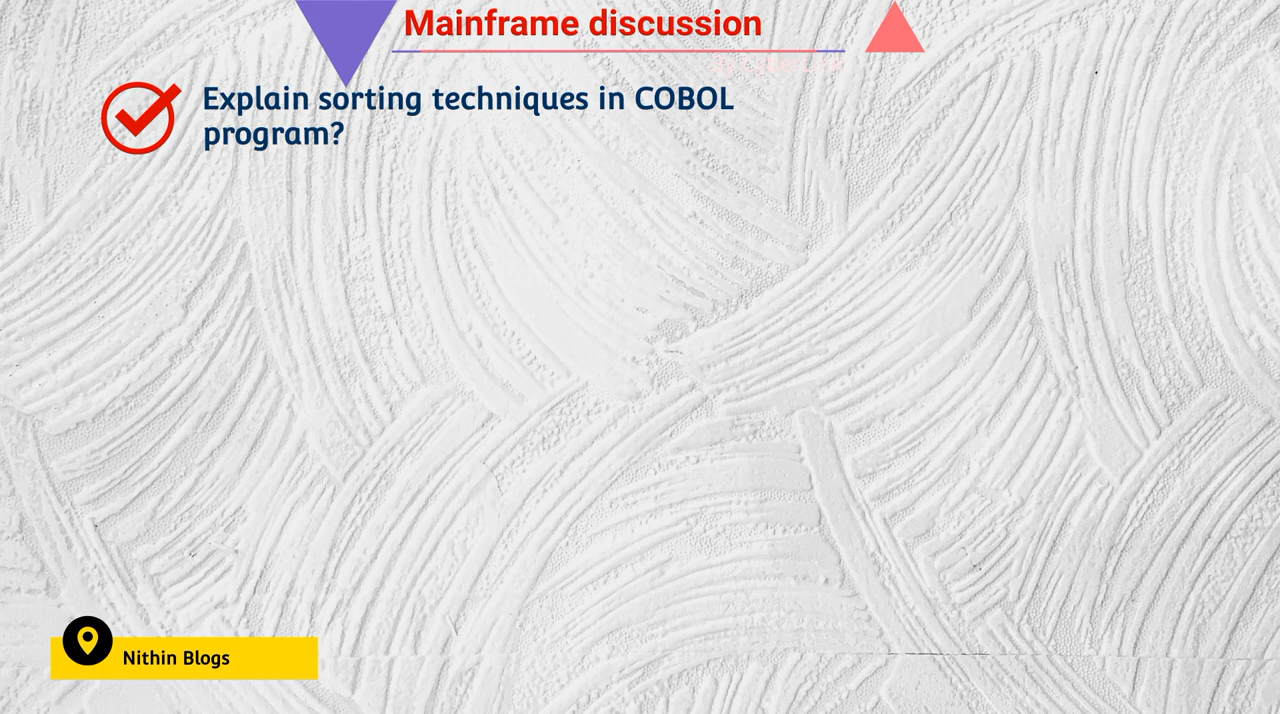 Mainframe discussion
Explain sorting techniques in COBOL
program?
Nithin Blogs